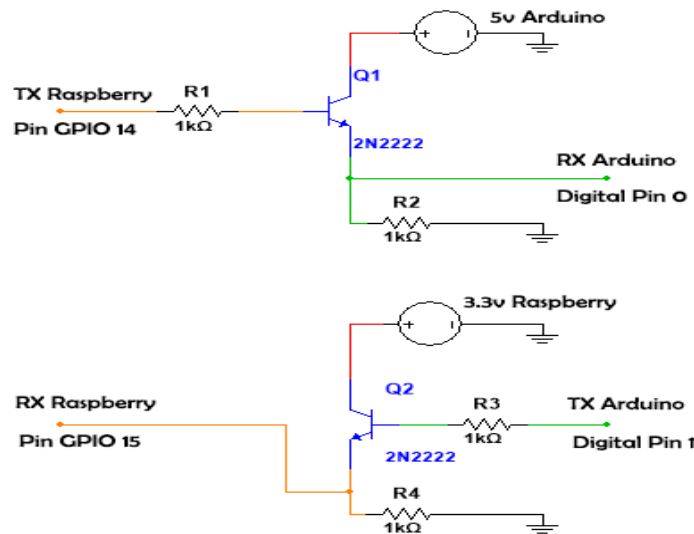 5v Arduino
+
-
Q1
TX Raspberry
R1
Pin GPIO 14
1kΩ
2N2222
RX Arduino
R2
Digital Pin 0
1kΩ
3.3v Raspberry
+
-
Q2
RX Raspberry
R3
TX Arduino
Pin GPIO 15
1kΩ
Digital Pin 1
2N2222
R4
1kΩ